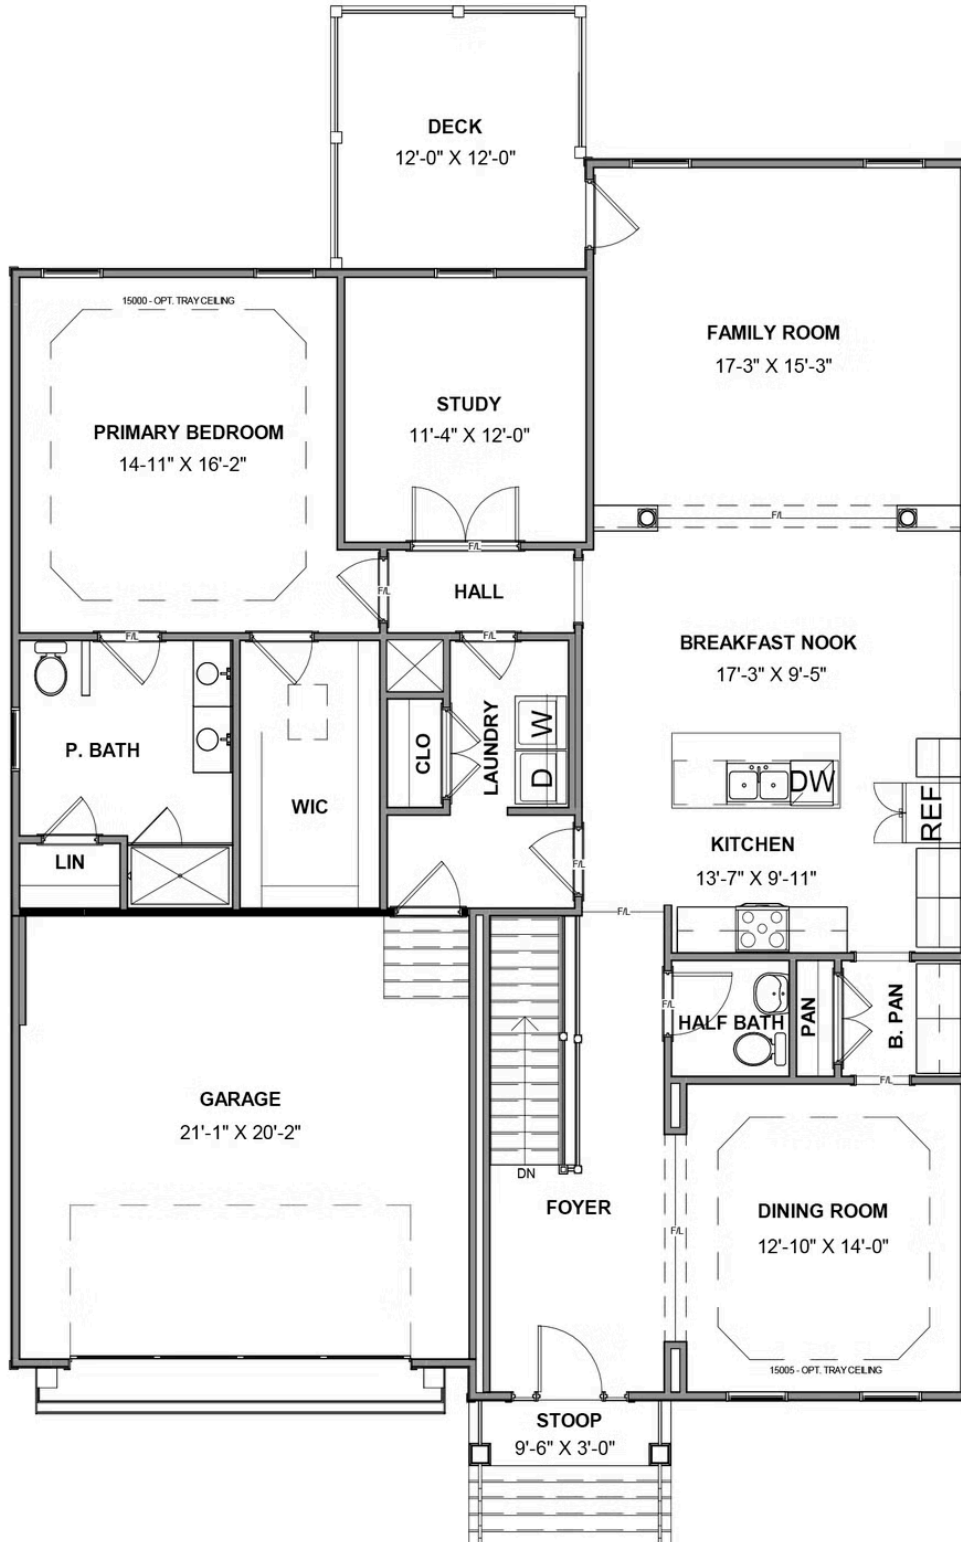 DECK
12'-0" X 12'-0"
FAMILY ROOM
17-3" X 15'-3"
15000 - OPT. TRAY CEILING
PRIMARY BEDROOM
14-11" X 16'-2"
STUDY
11'-4" X 12'-0"
F/L
F/L
F/L
HALL
F/L
F/L
BREAKFAST NOOK
17'-3" X 9'-5"
P. BATH
WIC
CLO
LAUNDRY
W
D
DW
REF
LIN
KITCHEN
13'-7" X 9'-11"
F/L
F/L
F/L
HALF BATH
PAN
B. PAN
F/L
GARAGE
21'-1" X 20'-2"
DN
FOYER
F/L
DINING ROOM
12'-10" X 14'-0"
15005 - OPT. TRAY CEILING
STOOP
9'-6" X 3'-0"